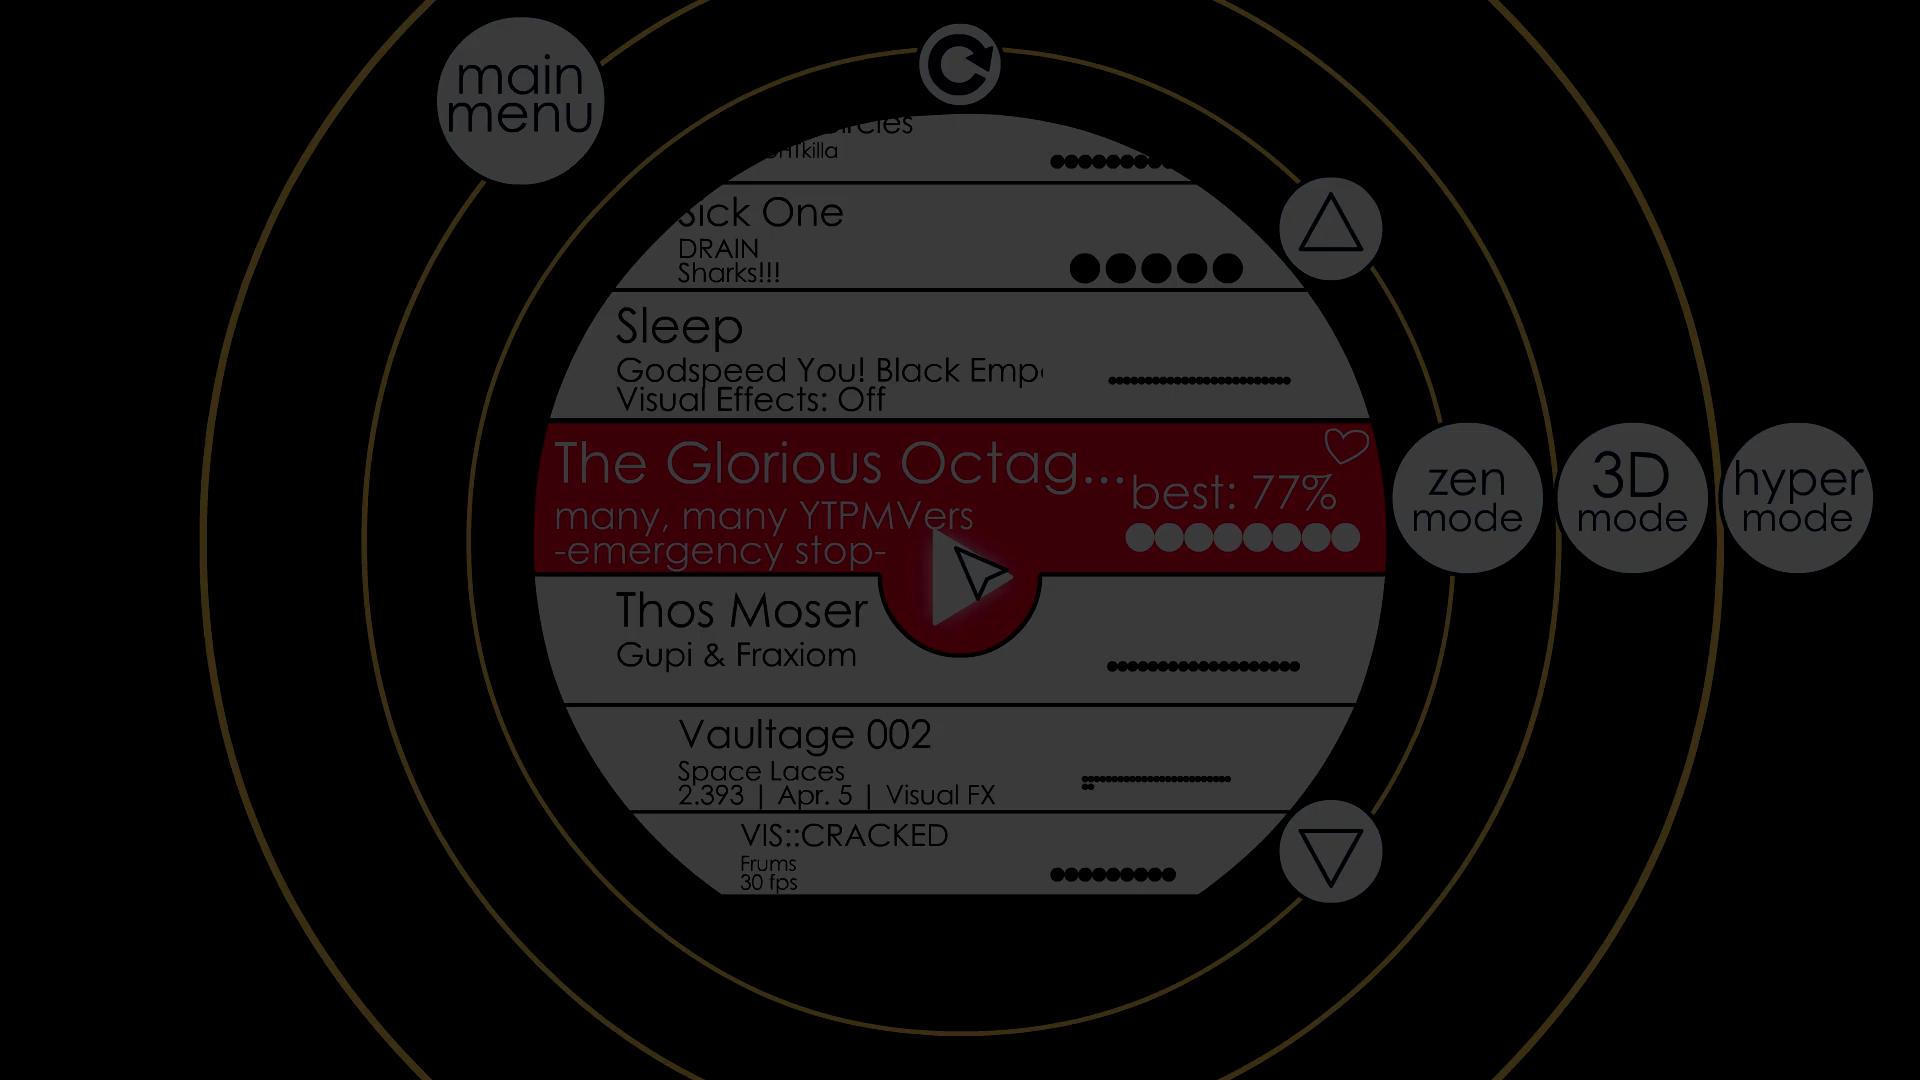 main
menu
Sick One
DRAIN
Sharks!!!
Sleep
Godspeed You! Black Emp
Visual Effects: Off
The Glorious Octag...
best: 77%
many, many YTPMVers
-emergency stop-
zen
mode
3D
mode
hyper
mode
Thos Moser
Gupi & Fraxiom
Vaultage 002
Space Laces
2.393 | Apr. 5 | Visual FX
VIS::CRACKED
Frums
30 fps